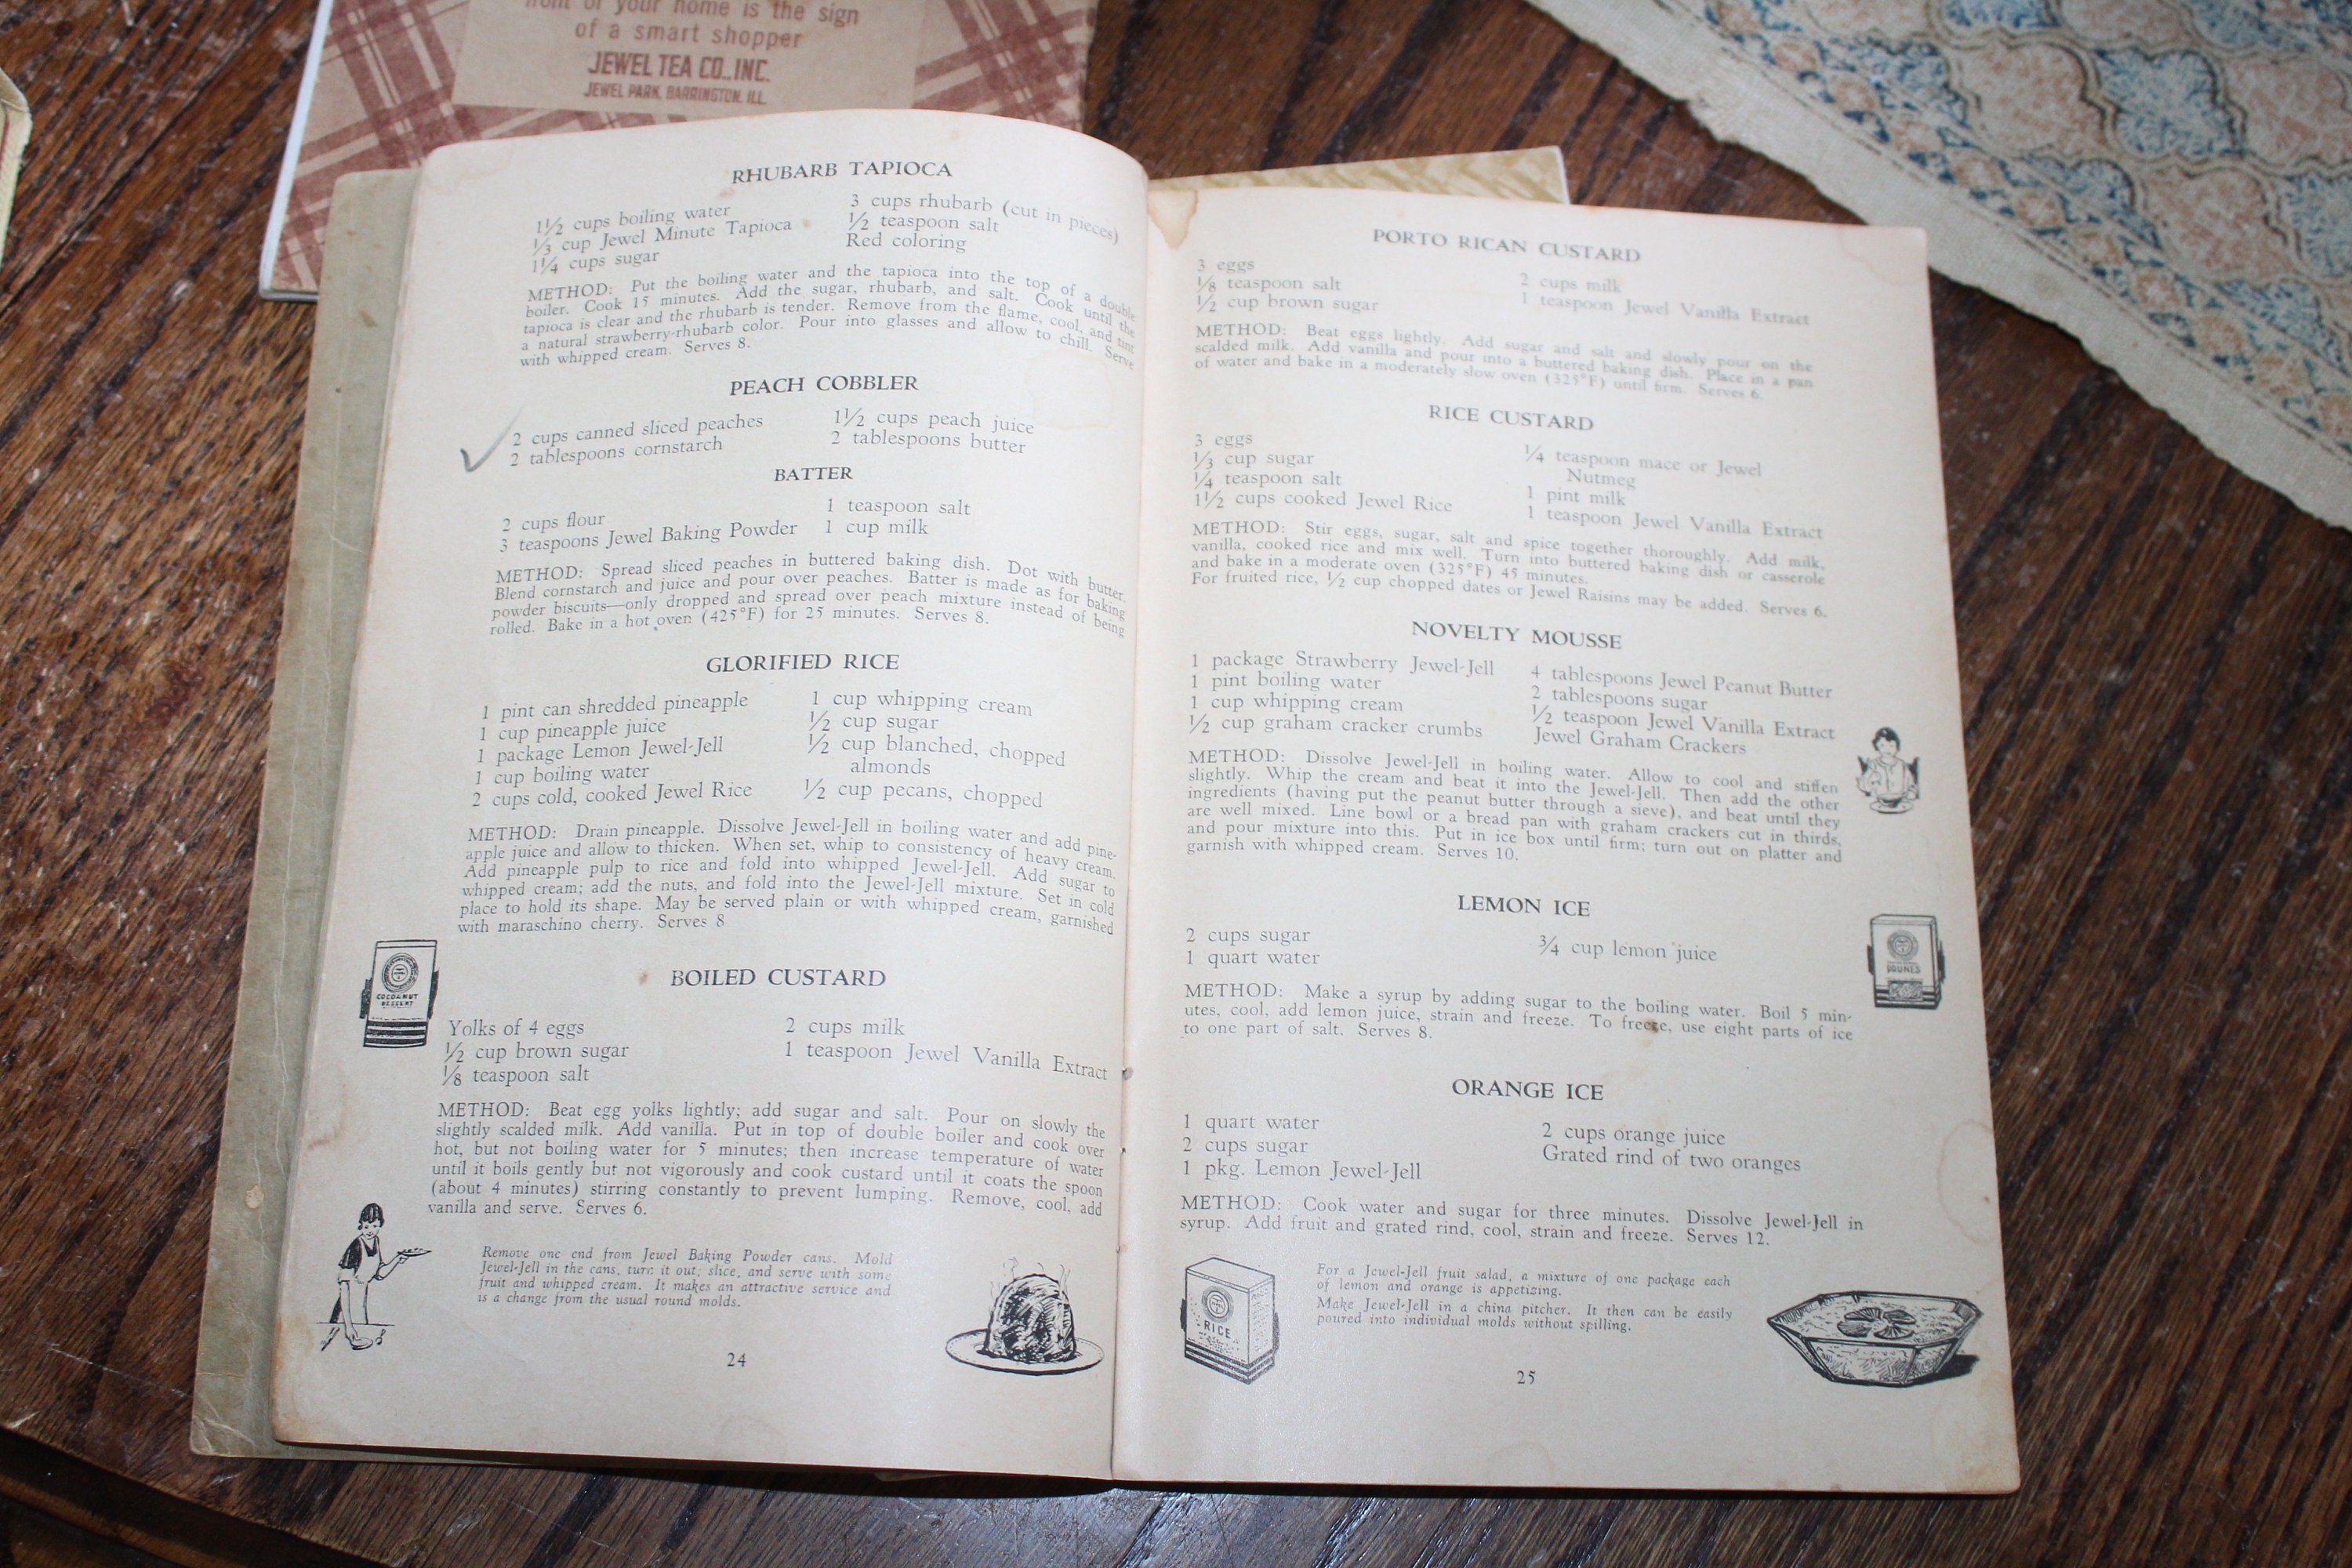 front of your home is the sign
of a smart shopper
JEWEL TEA CO., INC.
JEWEL PARK, BARRINGTON, ILL.
RHUBARB TAPIOCA
1½ cups boiling water
⅓ cup Jewel Minute Tapioca
1¼ cups sugar
3 cups rhubarb (cut in pieces)
½ teaspoon salt
Red coloring
METHOD: Put the boiling water and the tapioca into the top of a double
boiler. Cook 15 minutes. Add the sugar, rhubarb, and salt. Cook until the
tapioca is clear and the rhubarb is tender. Remove from the flame, cool, and tint
a natural strawberry-rhubarb color. Pour into glasses and allow to chill. Serve
with whipped cream. Serves 8.
PEACH COBBLER
2 cups canned sliced peaches
2 tablespoons cornstarch
1½ cups peach juice
2 tablespoons butter
BATTER
2 cups flour
3 teaspoons Jewel Baking Powder
1 teaspoon salt
1 cup milk
METHOD: Spread sliced peaches in buttered baking dish. Dot with butter.
Blend cornstarch and juice and pour over peaches. Batter is made as for baking
powder biscuits—only dropped and spread over peach mixture instead of being
rolled. Bake in a hot oven (425°F) for 25 minutes. Serves 8.
GLORIFIED RICE
1 pint can shredded pineapple
1 cup pineapple juice
1 package Lemon Jewel-Jell
1 cup boiling water
2 cups cold, cooked Jewel Rice
1 cup whipping cream
½ cup sugar
½ cup blanched, chopped
almonds
½ cup pecans, chopped
METHOD: Drain pineapple. Dissolve Jewel-Jell in boiling water and add pine-
apple juice and allow to thicken. When set, whip to consistency of heavy cream.
Add pineapple pulp to rice and fold into whipped Jewel-Jell. Add sugar to
whipped cream; add the nuts, and fold into the Jewel-Jell mixture. Set in cold
place to hold its shape. May be served plain or with whipped cream, garnished
with maraschino cherry. Serves 8
COCOANUT
DESSERT
BOILED CUSTARD
Yolks of 4 eggs
½ cup brown sugar
⅛ teaspoon salt
2 cups milk
1 teaspoon Jewel Vanilla Extract
METHOD: Beat egg yolks lightly; add sugar and salt. Pour on slowly the
slightly scalded milk. Add vanilla. Put in top of double boiler and cook over
hot, but not boiling water for 5 minutes; then increase temperature of water
until it boils gently but not vigorously and cook custard until it coats the spoon
(about 4 minutes) stirring constantly to prevent lumping. Remove, cool, add
vanilla and serve. Serves 6.
Remove one end from Jewel Baking Powder cans. Mold
Jewel-Jell in the cans, turn it out; slice, and serve with some
fruit and whipped cream. It makes an attractive service and
is a change from the usual round molds.
24
PORTO RICAN CUSTARD
3 eggs
⅛ teaspoon salt
½ cup brown sugar
2 cups milk
1 teaspoon Jewel Vanilla Extract
METHOD: Beat eggs lightly. Add sugar and salt and slowly pour on the
scalded milk. Add vanilla and pour into a buttered baking dish. Place in a pan
of water and bake in a moderately slow oven (325°F) until firm. Serves 6.
RICE CUSTARD
3 eggs
⅓ cup sugar
¼ teaspoon salt
1½ cups cooked Jewel Rice
¼ teaspoon mace or Jewel
Nutmeg
1 pint milk
1 teaspoon Jewel Vanilla Extract
METHOD: Stir eggs, sugar, salt and spice together thoroughly. Add milk,
vanilla, cooked rice and mix well. Turn into buttered baking dish or casserole
and bake in a moderate oven (325°F) 45 minutes.
For fruited rice, ½ cup chopped dates or Jewel Raisins may be added. Serves 6.
NOVELTY MOUSSE
1 package Strawberry Jewel-Jell
1 pint boiling water
1 cup whipping cream
½ cup graham cracker crumbs
4 tablespoons Jewel Peanut Butter
2 tablespoons sugar
½ teaspoon Jewel Vanilla Extract
Jewel Graham Crackers
METHOD: Dissolve Jewel-Jell in boiling water. Allow to cool and stiffen
slightly. Whip the cream and beat it into the Jewel-Jell. Then add the other
ingredients (having put the peanut butter through a sieve), and beat until they
are well mixed. Line bowl or a bread pan with graham crackers cut in thirds,
and pour mixture into this. Put in ice box until firm; turn out on platter and
garnish with whipped cream. Serves 10.
LEMON ICE
2 cups sugar
1 quart water
¾ cup lemon juice
PRUNES
METHOD: Make a syrup by adding sugar to the boiling water. Boil 5 min-
utes, cool, add lemon juice, strain and freeze. To freeze, use eight parts of ice
to one part of salt. Serves 8.
ORANGE ICE
1 quart water
2 cups sugar
1 pkg. Lemon Jewel-Jell
2 cups orange juice
Grated rind of two oranges
METHOD: Cook water and sugar for three minutes. Dissolve Jewel-Jell in
syrup. Add fruit and grated rind, cool, strain and freeze. Serves 12.
RICE
For a Jewel-Jell fruit salad, a mixture of one package each
of lemon and orange is appetizing.
Make Jewel-Jell in a china pitcher. It then can be easily
poured into individual molds without spilling.
25